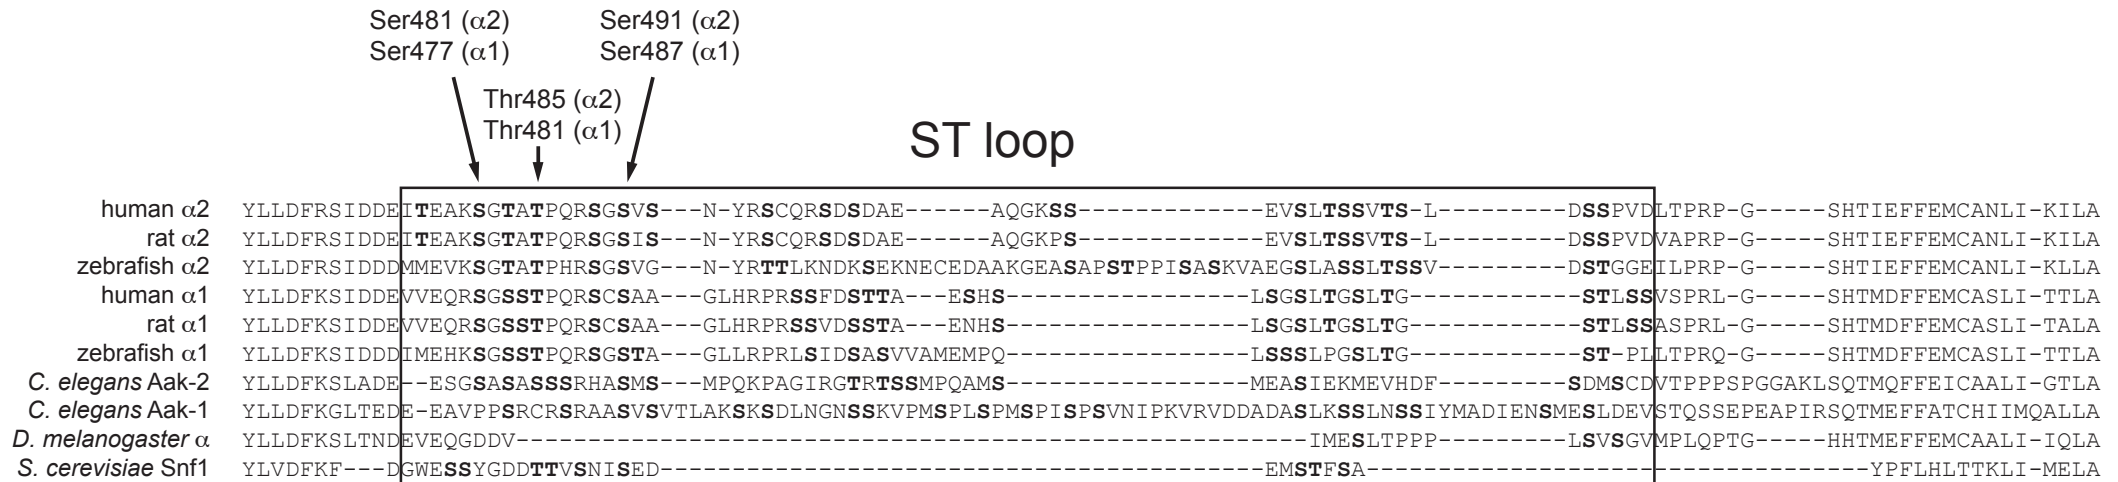 Ser481 (α2) Ser491 (α2)
Ser477 (α1) Ser487 (α1)
Thr485 (α2)
Thr481 (α1)
ST loop
human α2 YLLDFRSIDDEITEAKSGTATPQRSGSVS---N-YRSCQRSDSDAE------AQGKSS-------------EVSLTSSVTS-L---------DSSPVDLTPRP-G-----SHTIEFFEMCANLI-KILA
rat α2 YLLDFRSIDDEITEAKSGTATPQRSGSIS---N-YRSCQRSDSDAE------AQGKPS-------------EVSLTSSVTS-L---------DSSPVDVAPRP-G-----SHTIEFFEMCANLI-KILA
zebrafish α2 YLLDFRSIDDDMMEVKSGTATPHRSGSVG---N-YRTTLKNDKSEKNECEDAAKGEASAPSTPPISASKVAEGSLASSLTSSV---------DSTGGEILPRP-G-----SHTIEFFEMCANLI-KLLA
human α1 YLLDFKSIDDEVVEQRSGSSTPQRSCSAA---GLHRPRSSFDSTTA---ESHS-----------------LSGSLTGSLTG------------STLSSVSPRL-G-----SHTMDFFEMCASLI-TTLA
rat α1 YLLDFKSIDDEVVEQRSGSSTPQRSCSAA---GLHRPRSSVDSSTA---ENHS-----------------LSGSLTGSLTG------------STLSSASPRL-G-----SHTMDFFEMCASLI-TALA
zebrafish α1 YLLDFKSIDDDIMEHKSGSSTPQRSGSTA---GLLRPRLSIDSASVVAMEMPQ-----------------LSSSLPGSLTG------------ST-PLLTPRQ-G-----SHTMDFFEMCASLI-TTLA
C. elegans Aak-2 YLLDFKSLADE--ESGSASASSSRHASMS---MPQKPAGIRGTRTSSMPQAMS-----------------MEASIEKMEVHDF---------SDMSCDVTPPPSPGGAKLSQTMQFFEICAALI-GTLA
C. elegans Aak-1 YLLDFKGLTEDE-EAVPPSRCRSRAASVSVTLAKSKSDLNGNSSKVPMSPLSPMSPISPSVNIPKVRVDDADASLKSSLNSSIYMADIENSMESLDEVSTQSSEPEAPIRSQTMEFFATCHIIMQALLA
D. melanogaster α YLLDFKSLTNDEVEQGDDV------------------------------------------------------IMESLTPPP---------LSVSGVMPLQPTG-----HHTMEFFEMCAALI-IQLA
S. cerevisiae Snf1 YLVDFKF---DGWESSYGDDTTVSNISED------------------------------------------EMSTFSA-----------------------------------YPFLHLTTKLI-MELA